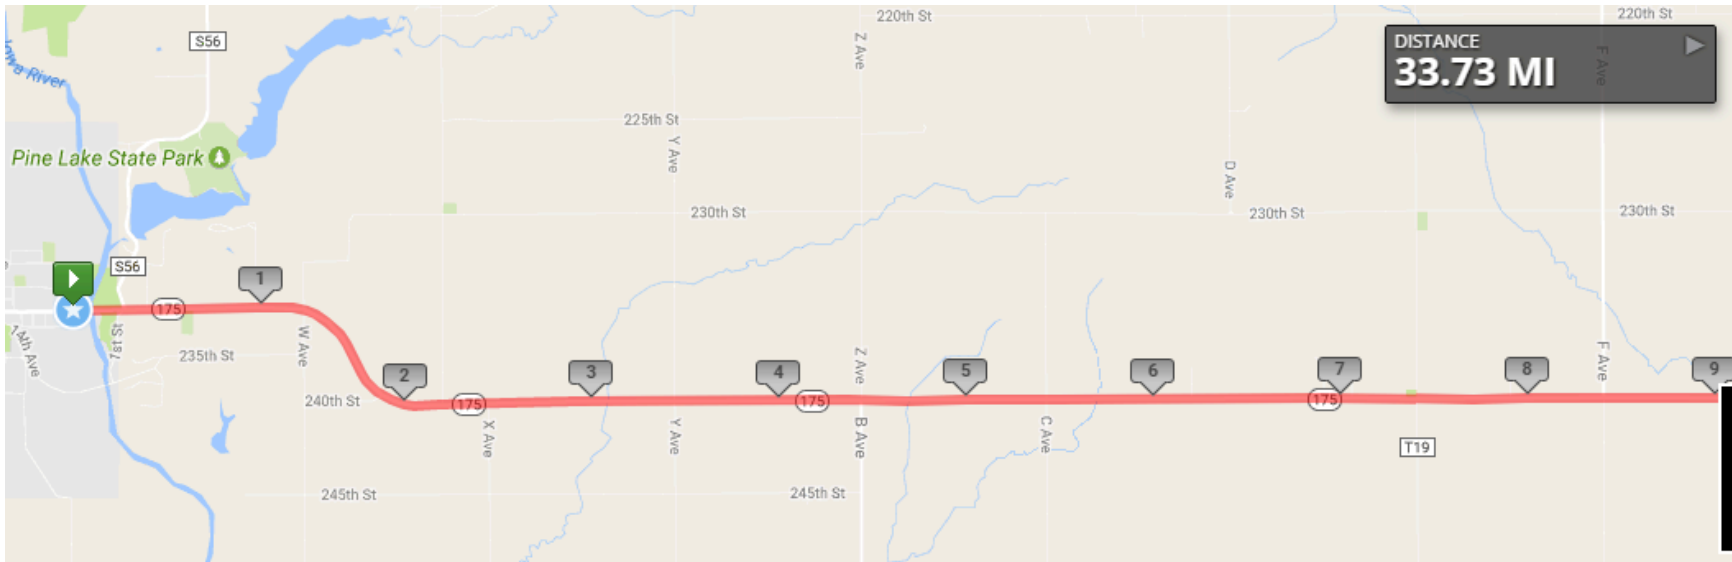 220th St
220th St
S56
Z Ave
F Ave
DISTANCE
33.73 MI
Iowa River
225th St
Y Ave
Pine Lake State Park
D Ave
230th St
230th St
230th St
S56
1
175
W Ave
14th Ave
235th St
Z Ave
F Ave
2
3
4
5
6
7
8
9
240th St
175
175
175
X Ave
Y Ave
B Ave
C Ave
T19
245th St
245th St